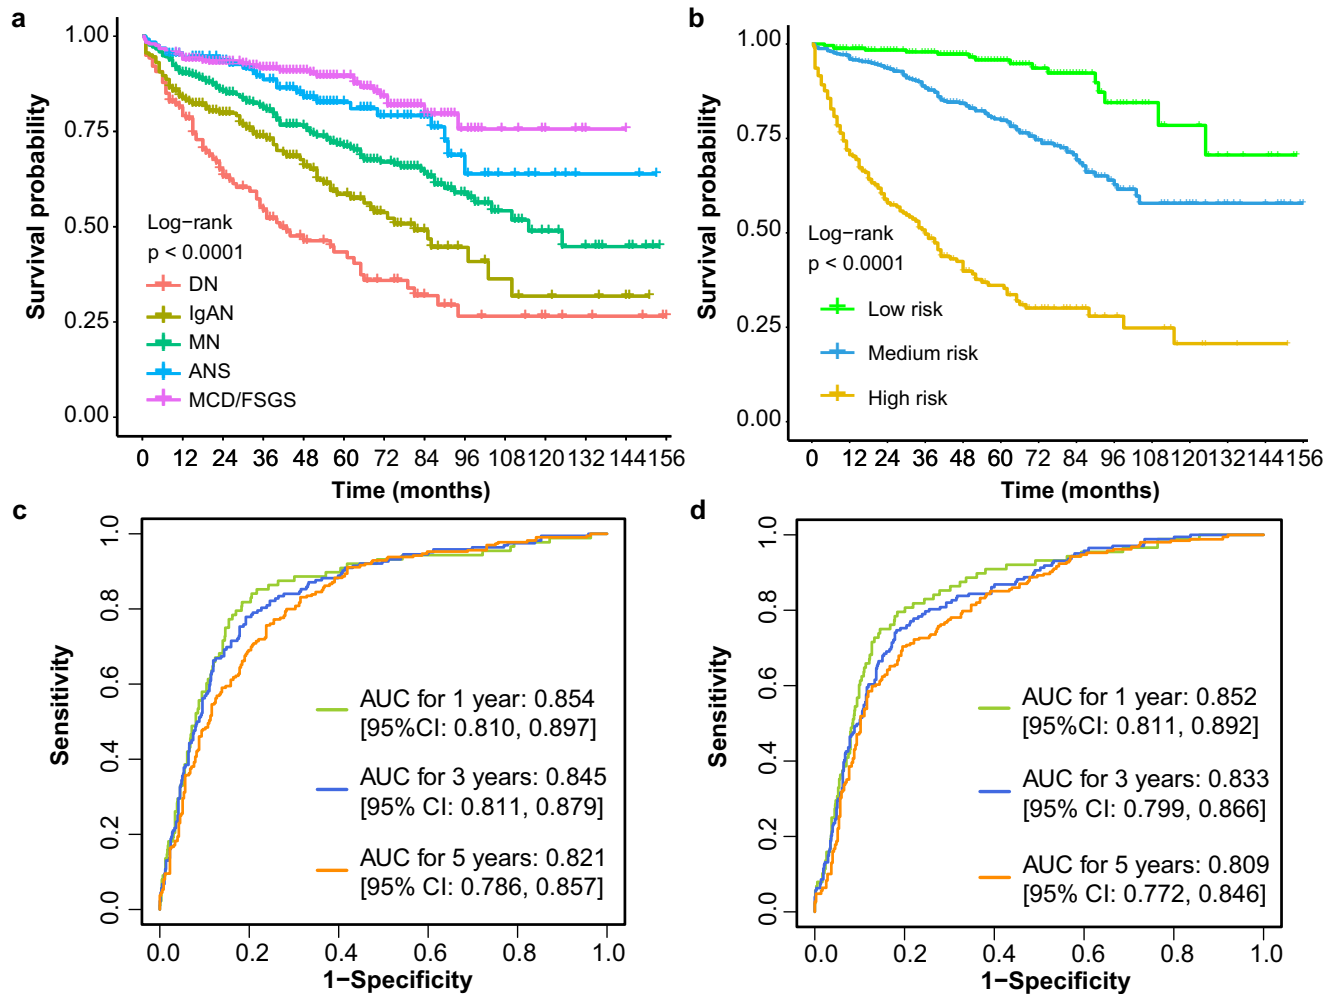 a
1.00
0.75
0.50
0.25
0.00
Survival probability
Log−rank
p < 0.0001
DN
IgAN
MN
ANS
MCD/FSGS
0 12 24 36 48 60 72 84 96 108 120 132 144 156
Time (months)
b
1.00
0.75
0.50
0.25
0.00
Survival probability
Log−rank
p < 0.0001
Low risk
Medium risk
High risk
0 12 24 36 48 60 72 84 96 108 120 132 144 156
Time (months)
c
1.0
0.8
0.6
0.4
0.2
0.0
Sensitivity
AUC for 1 year: 0.854
[95%CI: 0.810, 0.897]
AUC for 3 years: 0.845
[95% CI: 0.811, 0.879]
AUC for 5 years: 0.821
[95% CI: 0.786, 0.857]
0.0 0.2 0.4 0.6 0.8 1.0
1−Specificity
d
1.0
0.8
0.6
0.4
0.2
0.0
Sensitivity
AUC for 1 year: 0.852
[95%CI: 0.811, 0.892]
AUC for 3 years: 0.833
[95% CI: 0.799, 0.866]
AUC for 5 years: 0.809
[95% CI: 0.772, 0.846]
0.0 0.2 0.4 0.6 0.8 1.0
1−Specificity